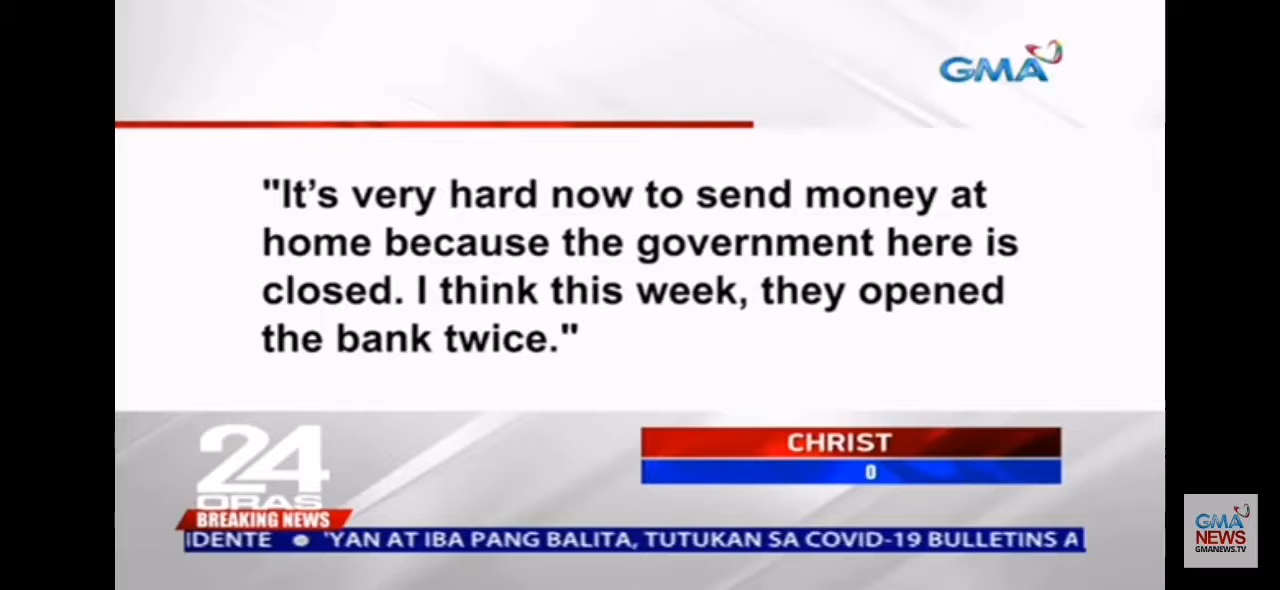 GMA
"It’s very hard now to send money at
home because the government here is
closed. I think this week, they opened
the bank twice."
24
ORAS
BREAKING NEWS
CHRIST
0
IDENTE ● 'YAN AT IBA PANG BALITA, TUTUKAN SA COVID-19 BULLETINS A
GMA
NEWS
GMANEWS.TV